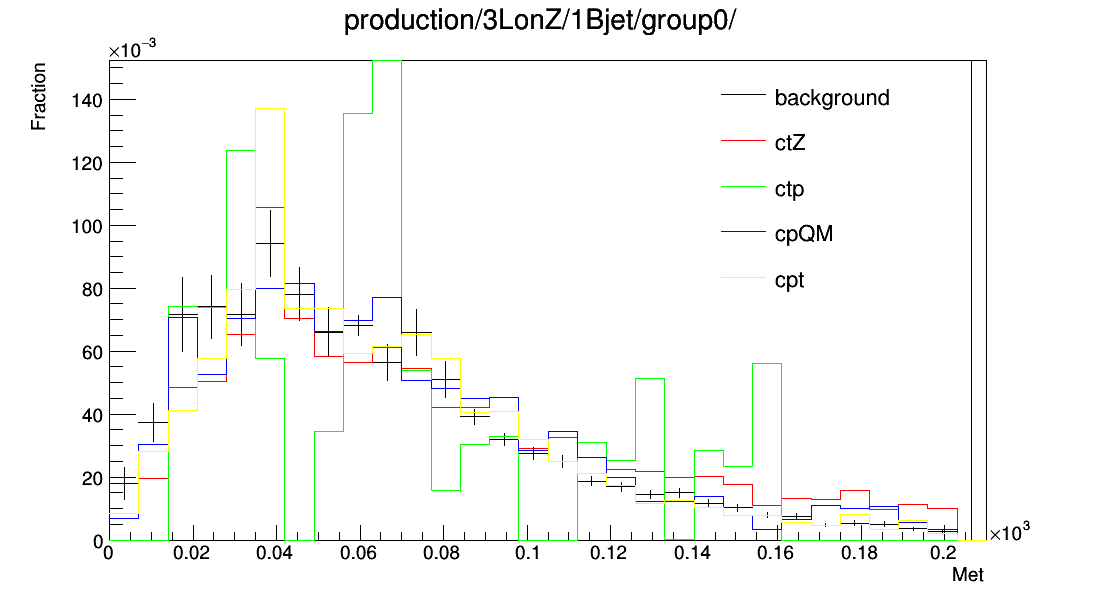 production/3LonZ/1Bjet/group0/
×10⁻³
Fraction
140
120
100
80
60
40
20
0
background
ctZ
ctp
cpQM
cpt
0 0.02 0.04 0.06 0.08 0.1 0.12 0.14 0.16 0.18 0.2
×10³
Met